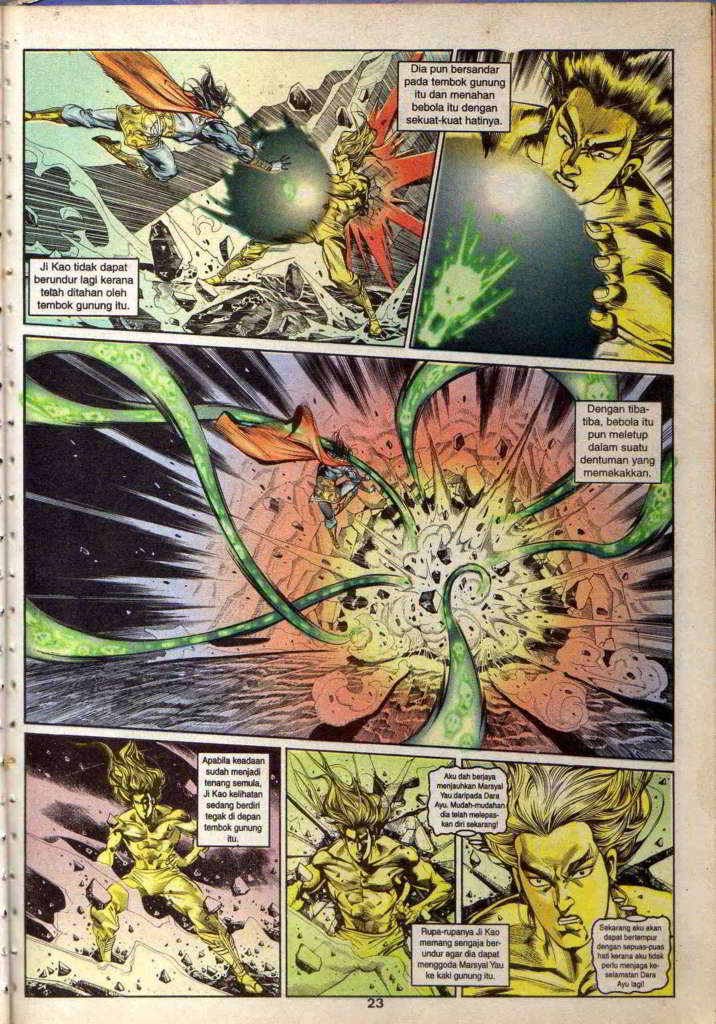 Ji Kao tidak dapat
berundur lagi kerana
telah ditahan oleh
tembok gunung itu.
Dia pun bersandar
pada tembok gunung
itu dan menahan
bebola itu dengan
sekuat-kuat hatinya.
Dengan tiba-
tiba, bebola itu
pun meletup
dalam suatu
dentuman yang
memekakkan.
Apabila keadaan
sudah menjadi
tenang semula,
Ji Kao kelihatan
sedang berdiri
tegak di depan
tembok gunung
itu.
Aku dah berjaya
menjauhkan Marsyal
Yau daripada Dara
Ayu. Mudah-mudahan
dia telah melepas-
kan diri sekarang!
Rupa-rupanya Ji Kao
memang sengaja ber-
undur agar dia dapat
menggoda Marsyal Yau
ke kaki gunung itu.
Sekarang aku akan
dapat bertempur
dengan sepuas-puas
hati kerana aku tidak
perlu menjaga ke-
selamatan Dara
Ayu lagi!
23